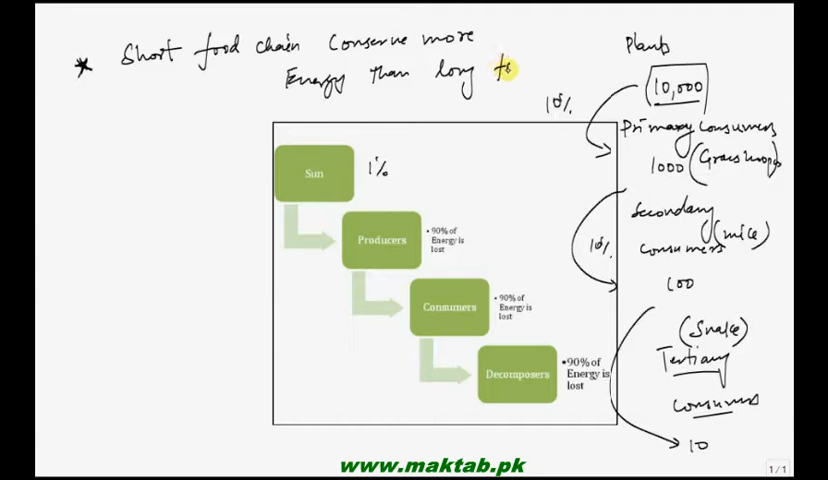 * Short food chain Conserve more
Energy than long fo
Plants
10,000
10%
Primary Consumers
1000 (Grasshopper)
Secondary
(mice)
Consumers
10%
100
(Snake)
Tertiary
Consumers
10
Sun
1%
Producers
• 90% of
Energy is
lost
Consumers
• 90% of
Energy is
lost
Decomposers
• 90% of
Energy is
lost
www.maktab.pk
1/1